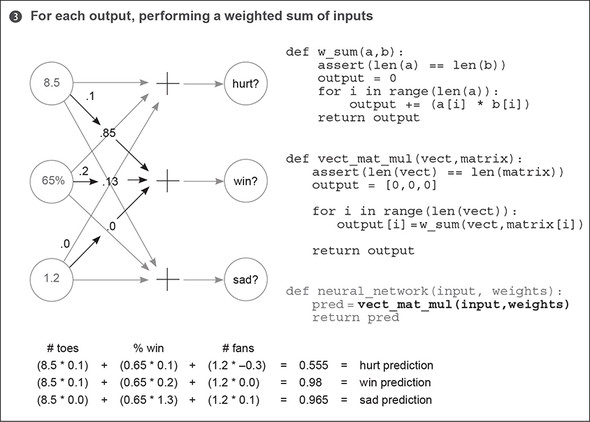 3 For each output, performing a weighted sum of inputs
8.5
.1
hurt?
.85
65%
.2
.13
win?
.0
.0
1.2
sad?
def w_sum(a,b):
assert(len(a) == len(b))
output = 0
for i in range(len(a)):
output += (a[i] * b[i])
return output
def vect_mat_mul(vect,matrix):
assert(len(vect) == len(matrix))
output = [0,0,0]
for i in range(len(vect)):
output[i]=w_sum(vect,matrix[i])
return output
def neural_network(input, weights):
pred=vect_mat_mul(input,weights)
return pred
# toes % win # fans
(8.5 * 0.1) + (0.65 * 0.1) + (1.2 * –0.3) = 0.555 = hurt prediction
(8.5 * 0.1) + (0.65 * 0.2) + (1.2 * 0.0) = 0.98 = win prediction
(8.5 * 0.0) + (0.65 * 1.3) + (1.2 * 0.1) = 0.965 = sad prediction